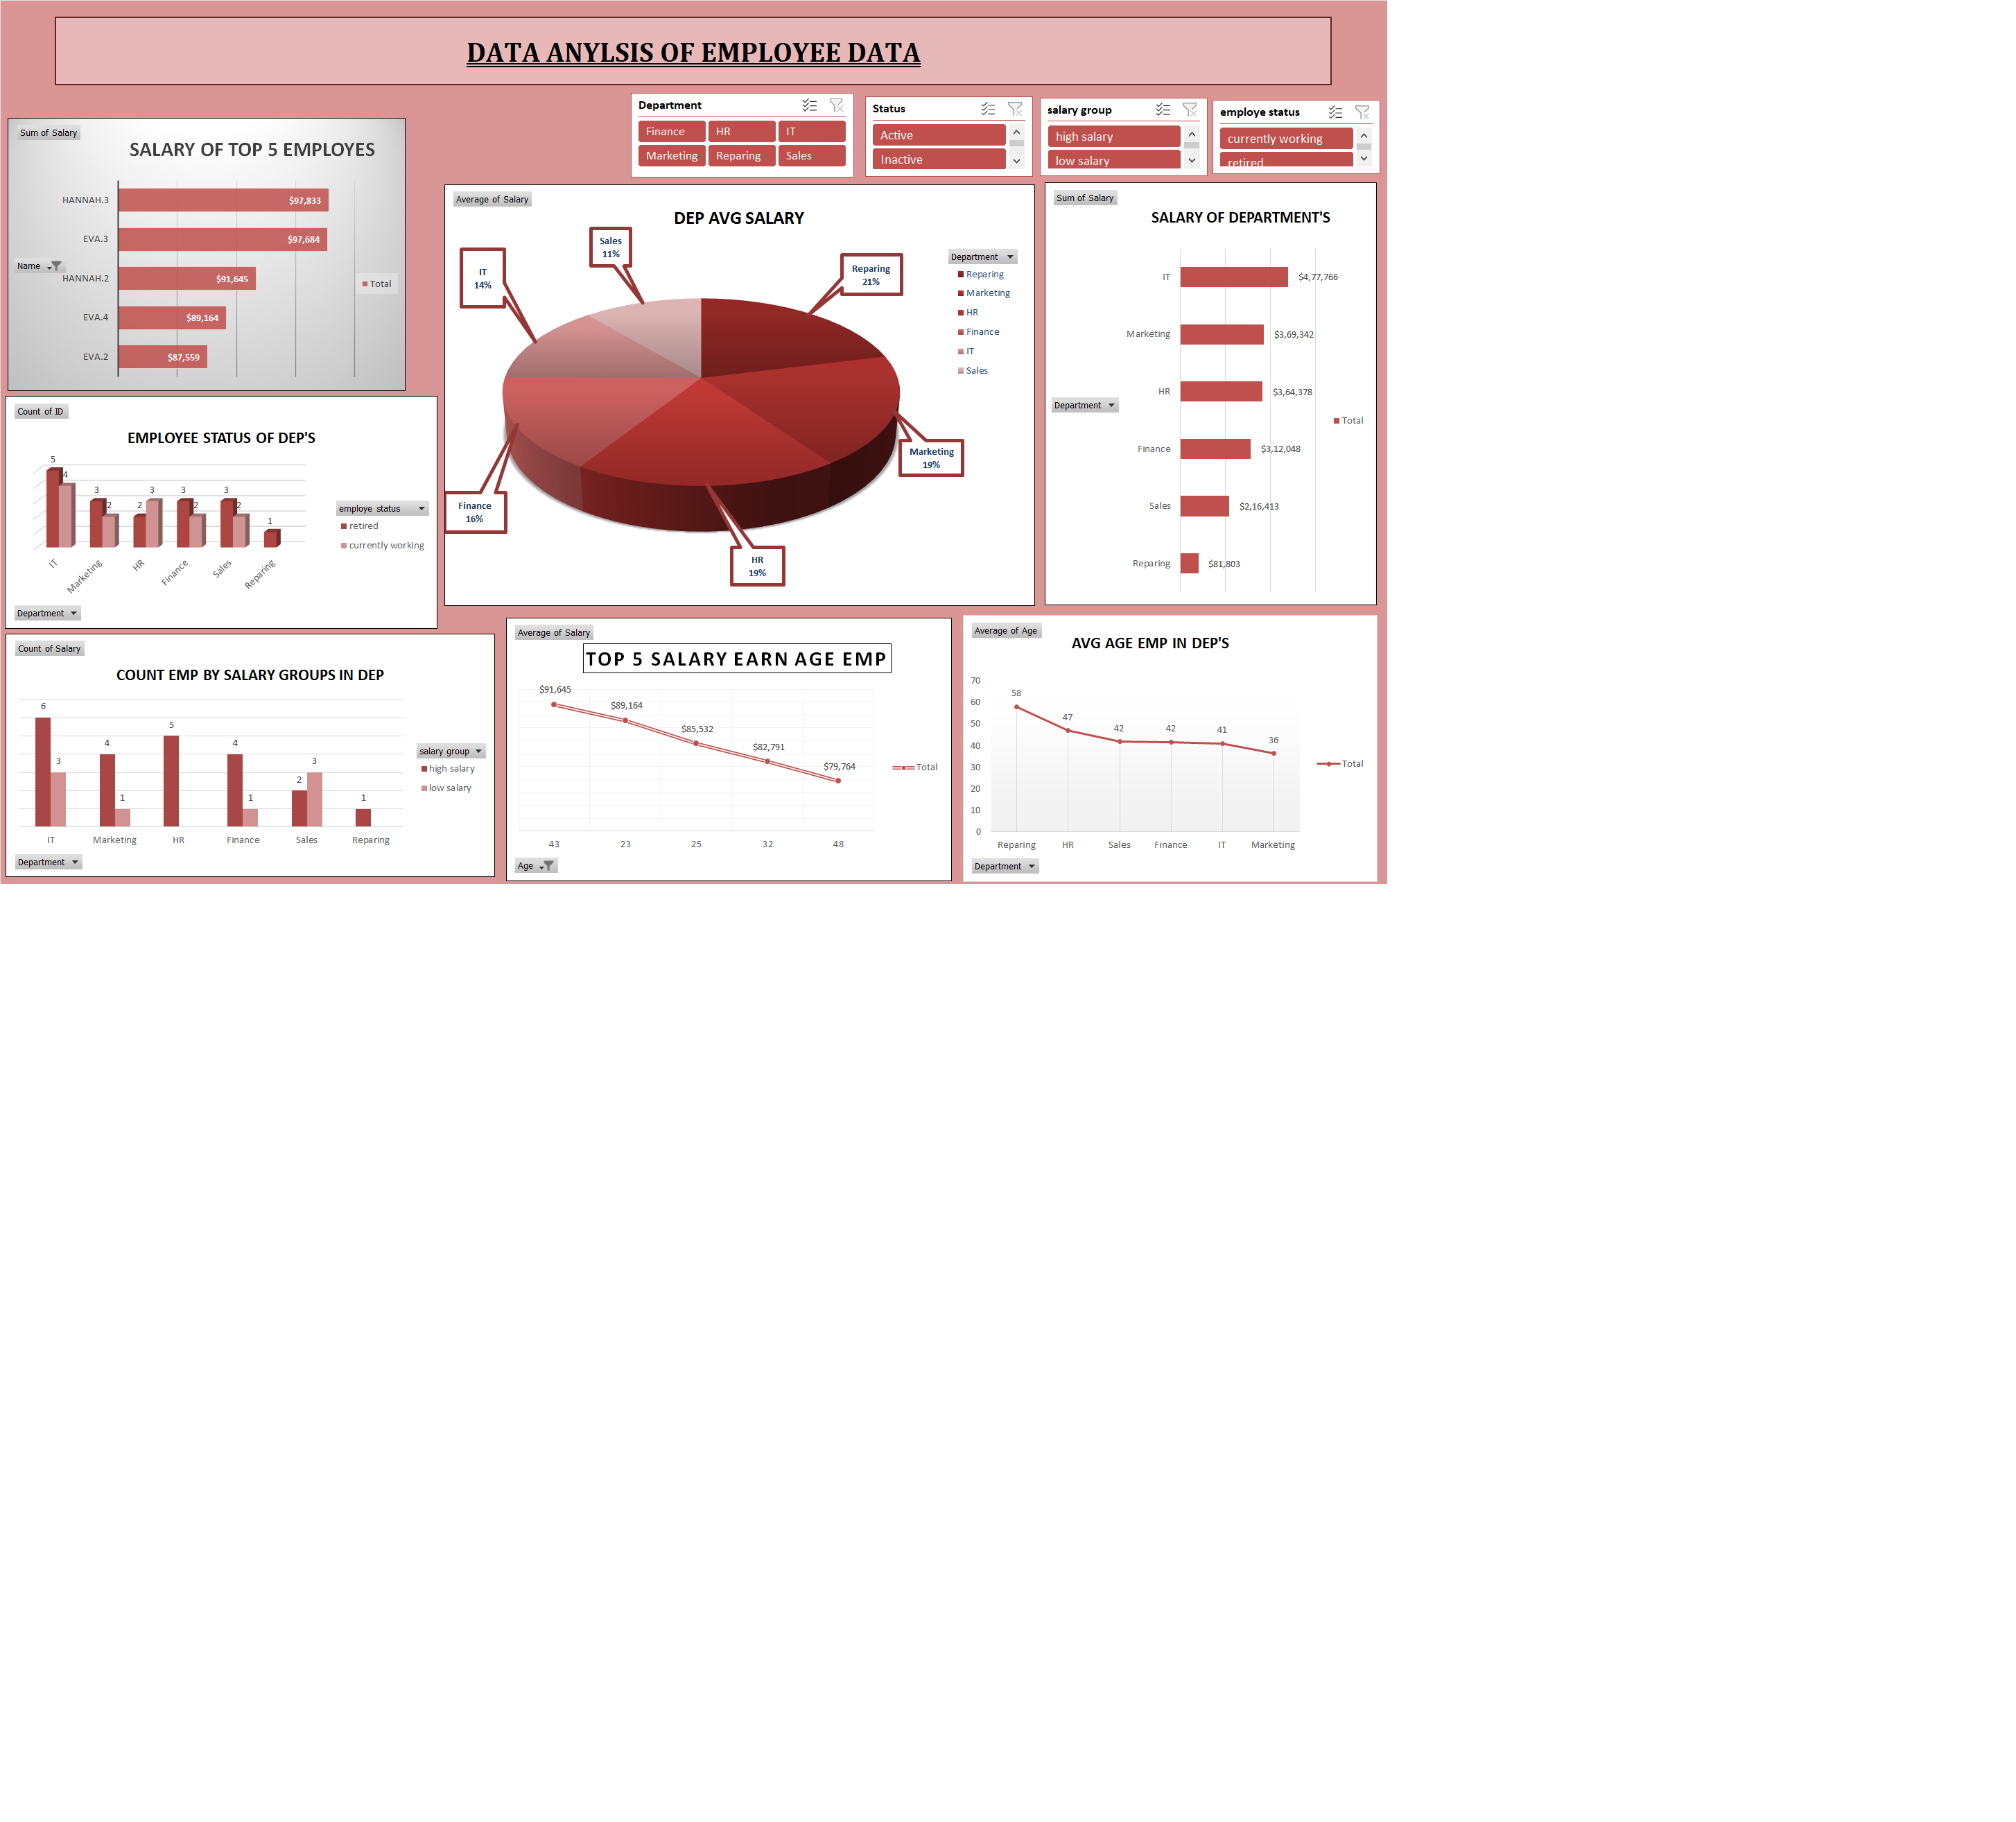 DATA ANYLSIS OF EMPLOYEE DATA
Department
Finance HR IT
Marketing Reparing Sales
Status
Active
Inactive
salary group
high salary
low salary
employe status
currently working
retired
Sum of Salary
SALARY OF TOP 5 EMPLOYES
HANNAH.3 $97,833
EVA.3 $97,684
Name
HANNAH.2 $91,645
Total
EVA.4 $89,164
EVA.2 $87,559
Average of Salary
DEP AVG SALARY
Sales
11%
IT
14%
Reparing
21%
Marketing
19%
Finance
16%
HR
19%
Department
Reparing
Marketing
HR
Finance
IT
Sales
Sum of Salary
SALARY OF DEPARTMENT'S
IT $4,77,766
Marketing $3,69,342
HR $3,64,378
Department
Total
Finance $3,12,048
Sales $2,16,413
Reparing $81,803
Count of ID
EMPLOYEE STATUS OF DEP'S
5 4 3 2 2 3 3 2 3 2 1
IT Marketing HR Finance Sales Reparing
employe status
retired
currently working
Department
Count of Salary
COUNT EMP BY SALARY GROUPS IN DEP
6 3 4 1 5 4 1 2 3 1
IT Marketing HR Finance Sales Reparing
salary group
high salary
low salary
Department
Average of Salary
TOP 5 SALARY EARN AGE EMP
$91,645 $89,164 $85,532 $82,791 $79,764
Total
43 23 25 32 48
Age
Average of Age
AVG AGE EMP IN DEP'S
70
60
50
40
30
20
10
0
58 47 42 42 41 36
Total
Reparing HR Sales Finance IT Marketing
Department